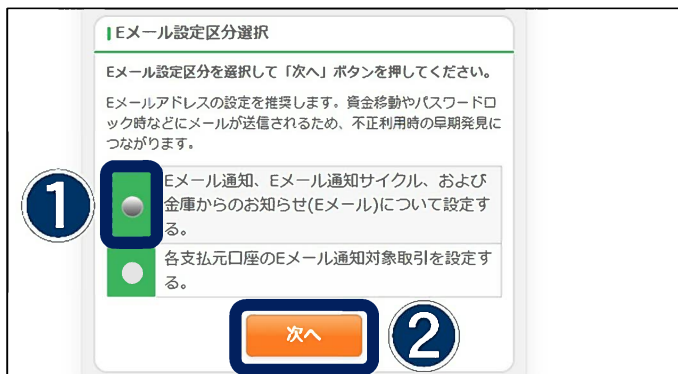 Eメール設定区分選択
Eメール設定区分を選択して「次へ」ボタンを押してください。
Eメールアドレスの設定を推奨します。資金移動やパスワードロ
ック時などにメールが送信されるため、不正利用時の早期発見に
つながります。
1
Eメール通知、Eメール通知サイクル、および
金庫からのお知らせ(Eメール)について設定す
る。
各支払元口座のEメール通知対象取引を設定す
る。
次へ
2